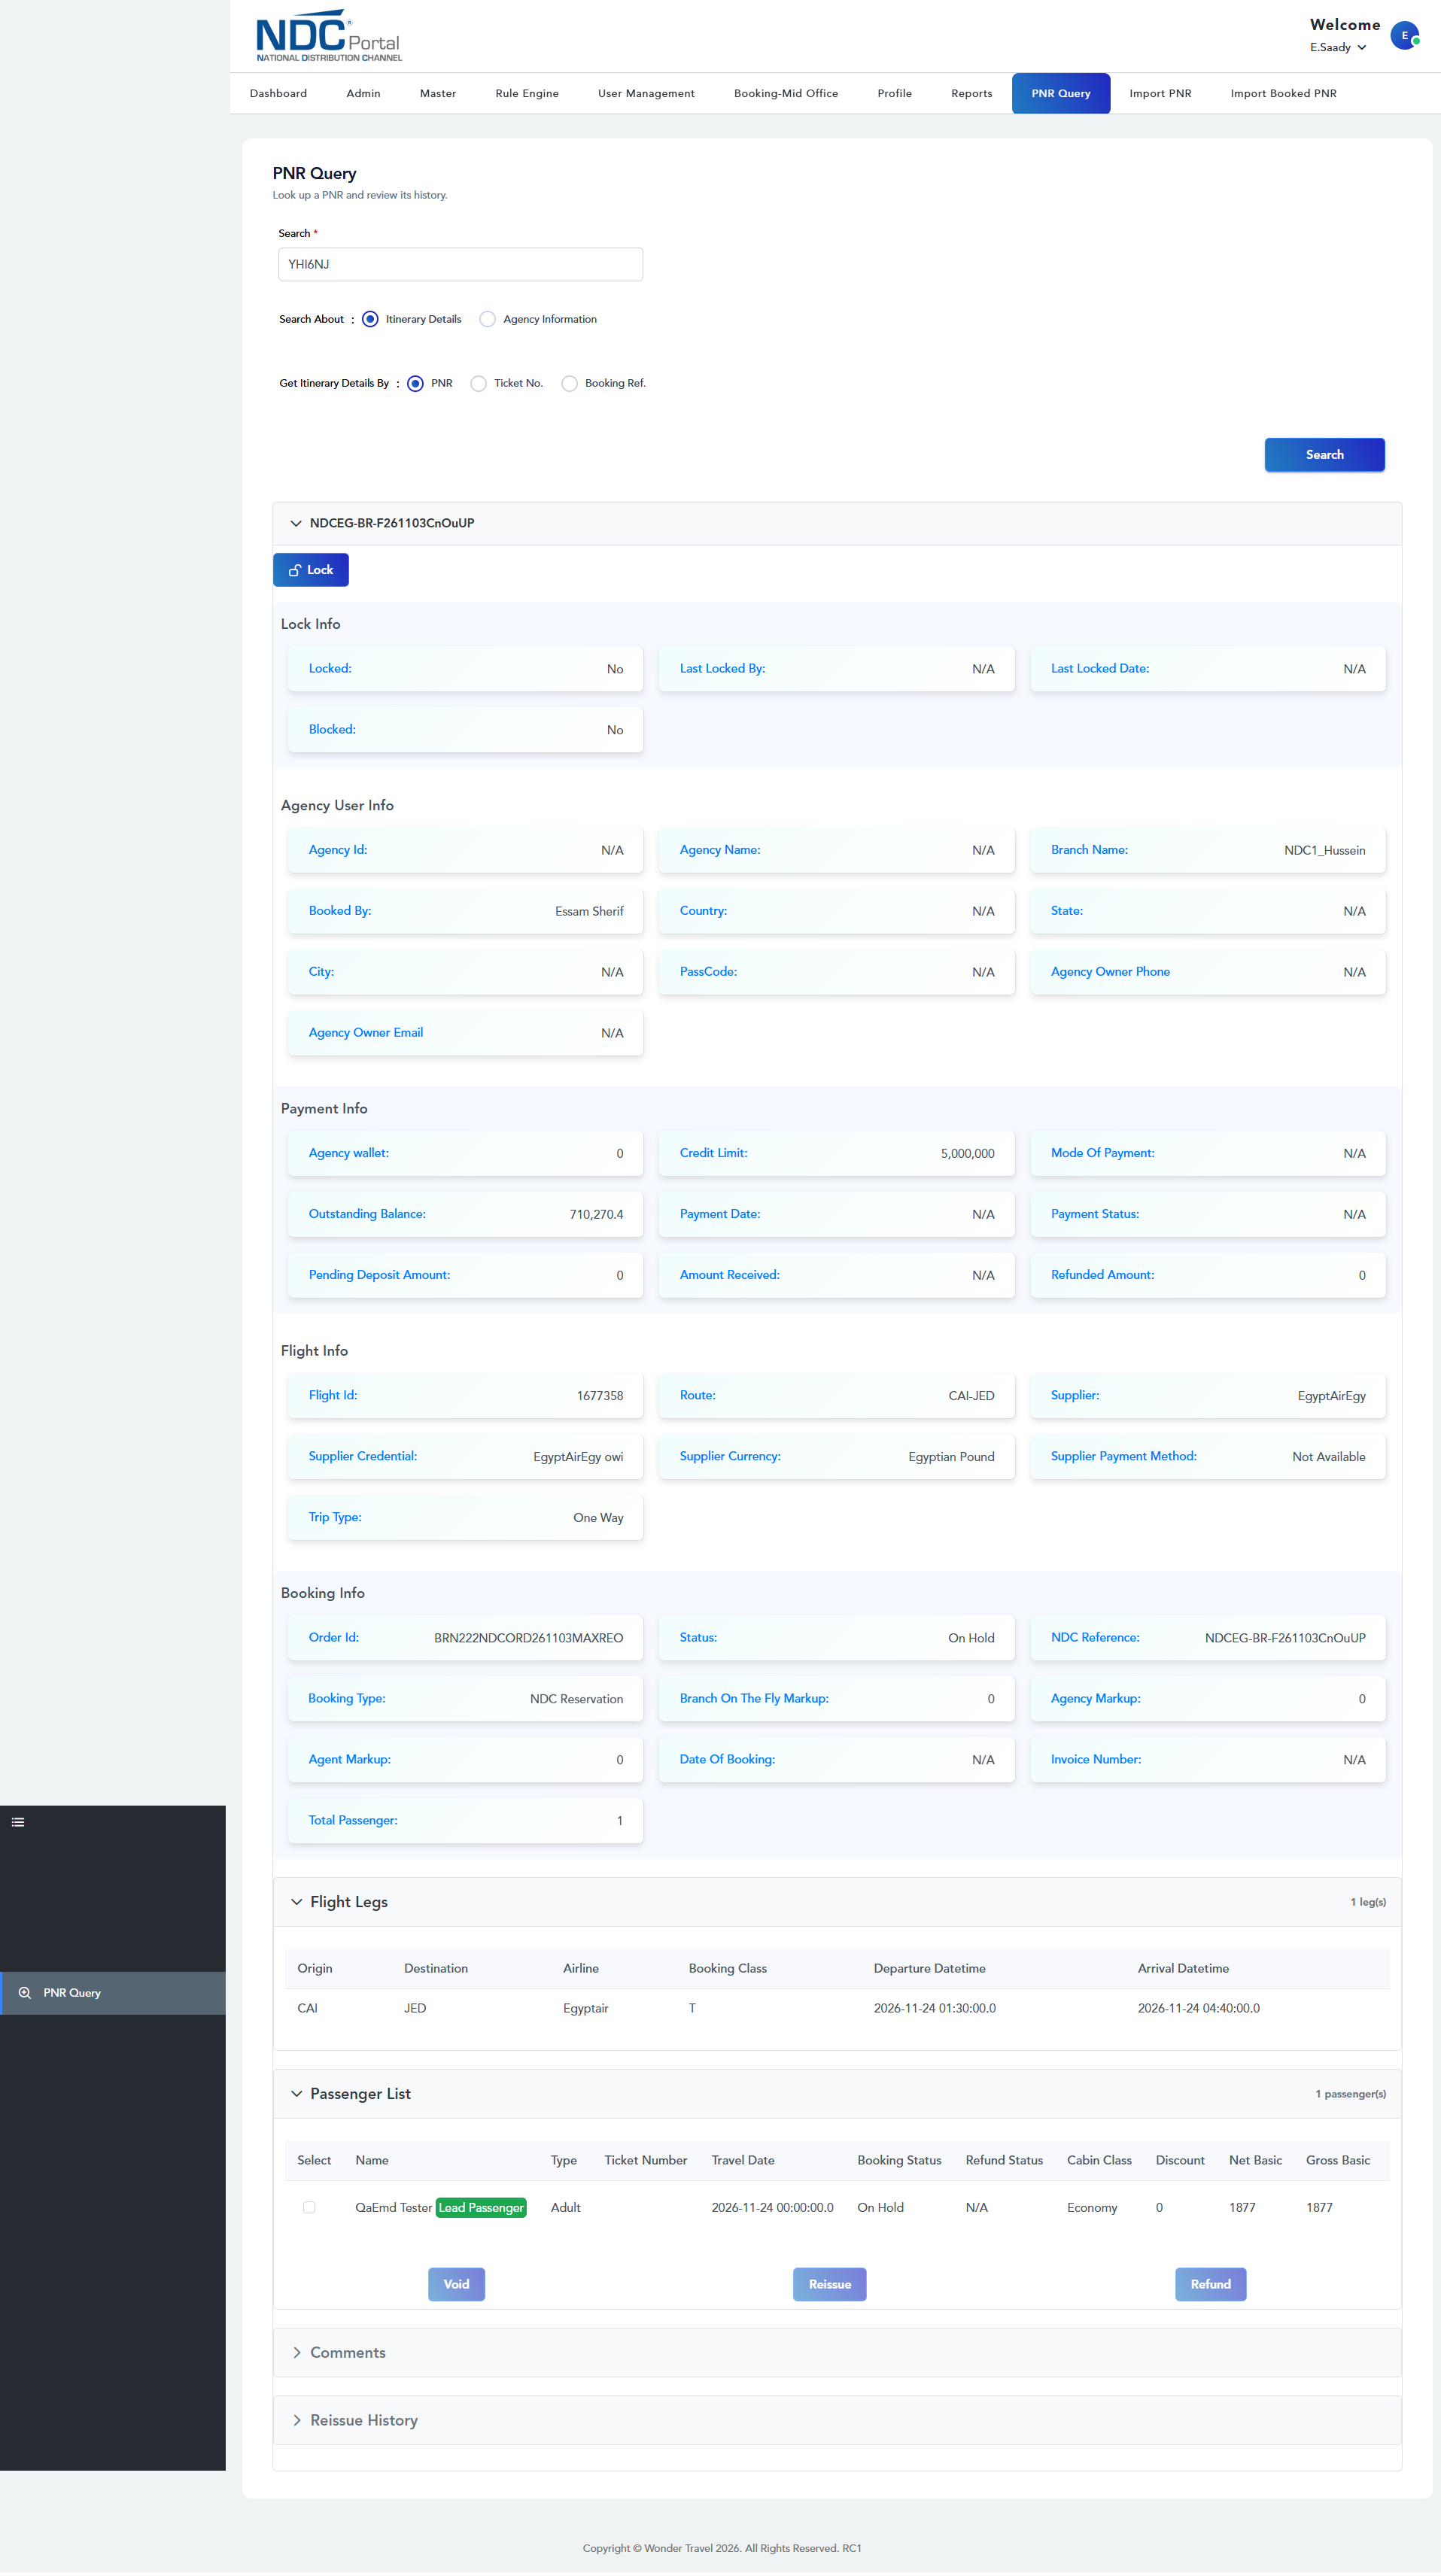 NDC® Portal
NATIONAL DISTRIBUTION CHANNEL
Welcome
E.Saady
E
Dashboard Admin Master Rule Engine User Management Booking-Mid Office Profile Reports PNR Query Import PNR Import Booked PNR
PNR Query
Look up a PNR and review its history.
Search *
YHI6NJ
Search About : Itinerary Details Agency Information
Get Itinerary Details By : PNR Ticket No. Booking Ref.
Search
NDCEG-BR-F261103CnOuUP
Lock
Lock Info
Locked: No Last Locked By: N/A Last Locked Date: N/A
Blocked: No
Agency User Info
Agency Id: N/A Agency Name: N/A Branch Name: NDC1_Hussein
Booked By: Essam Sherif Country: N/A State: N/A
City: N/A PassCode: N/A Agency Owner Phone N/A
Agency Owner Email N/A
Payment Info
Agency wallet: 0 Credit Limit: 5,000,000 Mode Of Payment: N/A
Outstanding Balance: 710,270.4 Payment Date: N/A Payment Status: N/A
Pending Deposit Amount: 0 Amount Received: N/A Refunded Amount: 0
Flight Info
Flight Id: 1677358 Route: CAI-JED Supplier: EgyptAirEgy
Supplier Credential: EgyptAirEgy owi Supplier Currency: Egyptian Pound Supplier Payment Method: Not Available
Trip Type: One Way
Booking Info
Order Id: BRN222NDCORD261103MAXREO Status: On Hold NDC Reference: NDCEG-BR-F261103CnOuUP
Booking Type: NDC Reservation Branch On The Fly Markup: 0 Agency Markup: 0
Agent Markup: 0 Date Of Booking: N/A Invoice Number: N/A
Total Passenger: 1
Flight Legs 1 leg(s)
Origin Destination Airline Booking Class Departure Datetime Arrival Datetime
CAI JED Egyptair T 2026-11-24 01:30:00.0 2026-11-24 04:40:00.0
PNR Query
Passenger List 1 passenger(s)
Select Name Type Ticket Number Travel Date Booking Status Refund Status Cabin Class Discount Net Basic Gross Basic
QaEmd Tester Lead Passenger Adult 2026-11-24 00:00:00.0 On Hold N/A Economy 0 1877 1877
Void Reissue Refund
Comments
Reissue History
Copyright © Wonder Travel 2026. All Rights Reserved. RC1